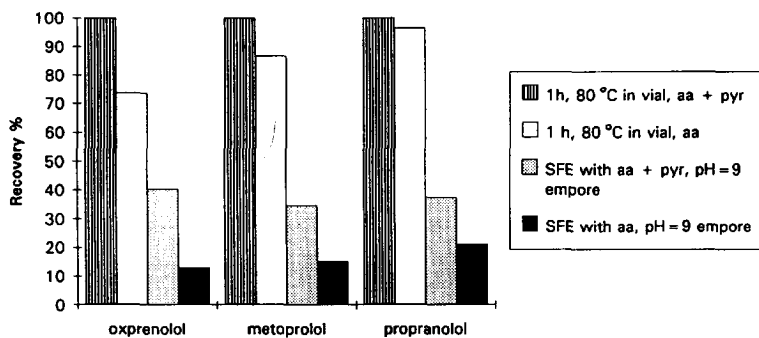 100
90
80
70
60
50
40
30
20
10
0
Recovery %
oxprenolol metoprolol propranolol
1h, 80 °C in vial, aa + pyr
1 h, 80 °C in vial, aa
SFE with aa + pyr, pH = 9
empore
SFE with aa, pH = 9 empore